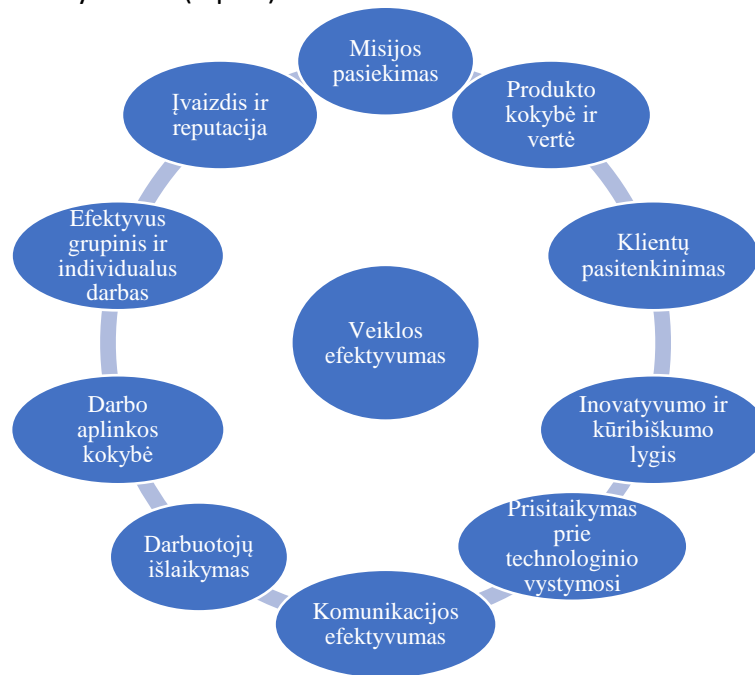 Misijos
pasiekimas
Produkto
kokybė ir
vertė
Klientų
pasitenkinimas
Inovatyvumo ir
kūribiškumo
lygis
Prisitaikymas
prie
technologinio
vystymosi
Komunikacijos
efektyvumas
Darbuotojų
išlaikymas
Darbo
aplinkos
kokybė
Efektyvus
grupinis ir
individualus
darbas
Įvaizdis ir
reputacija
Veiklos
efektyvumas